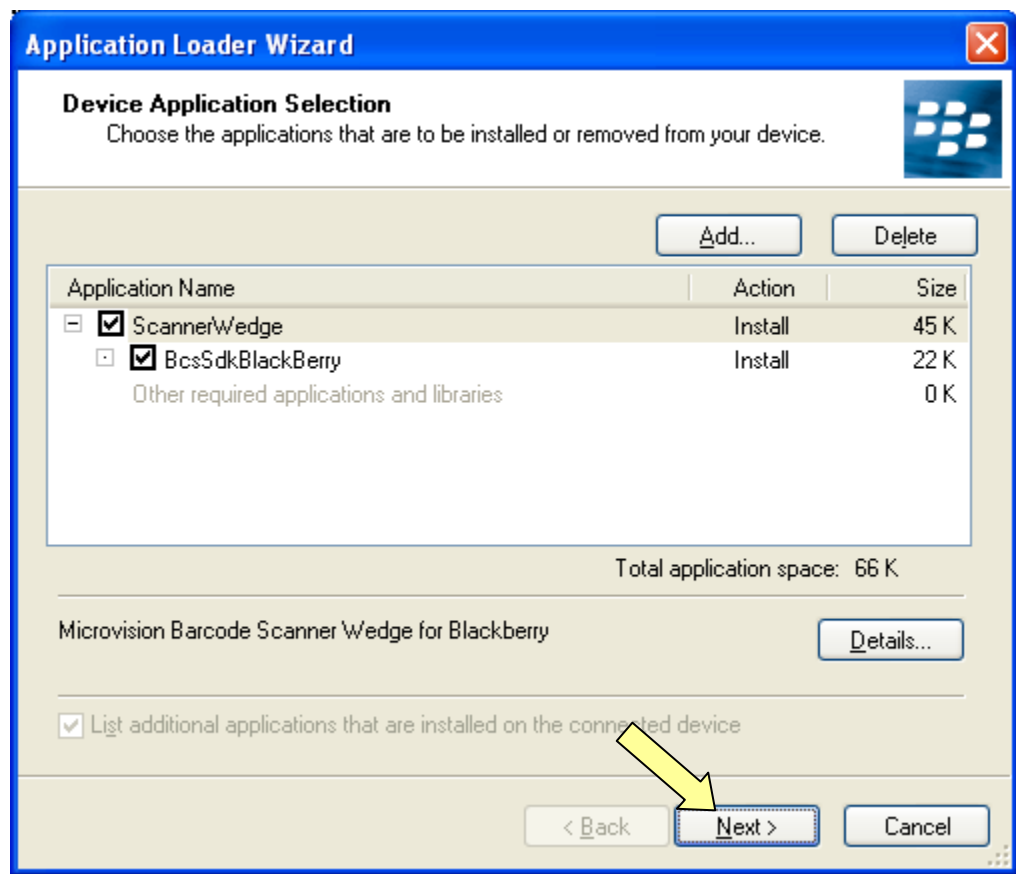 Application Loader Wizard
Device Application Selection
Choose the applications that are to be installed or removed from your device.
Add... Delete
Application Name Action Size
ScannerWedge Install 45 K
BcsSdkBlackBerry Install 22 K
Other required applications and libraries 0 K
Total application space: 66 K
Microvision Barcode Scanner Wedge for Blackberry
Details...
List additional applications that are installed on the connected device
< Back Next > Cancel